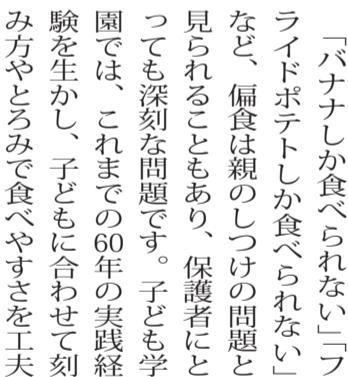 「バナナしか食べられない」「フ
ライドポテトしか食べられない」
など、偏食は親のしつけの問題と
見られることもあり、保護者にと
っても深刻な問題です。子ども学
園では、これまでの60年の実践経
験を生かし、子どもに合わせて刻
み方やとろみで食べやすさを工夫